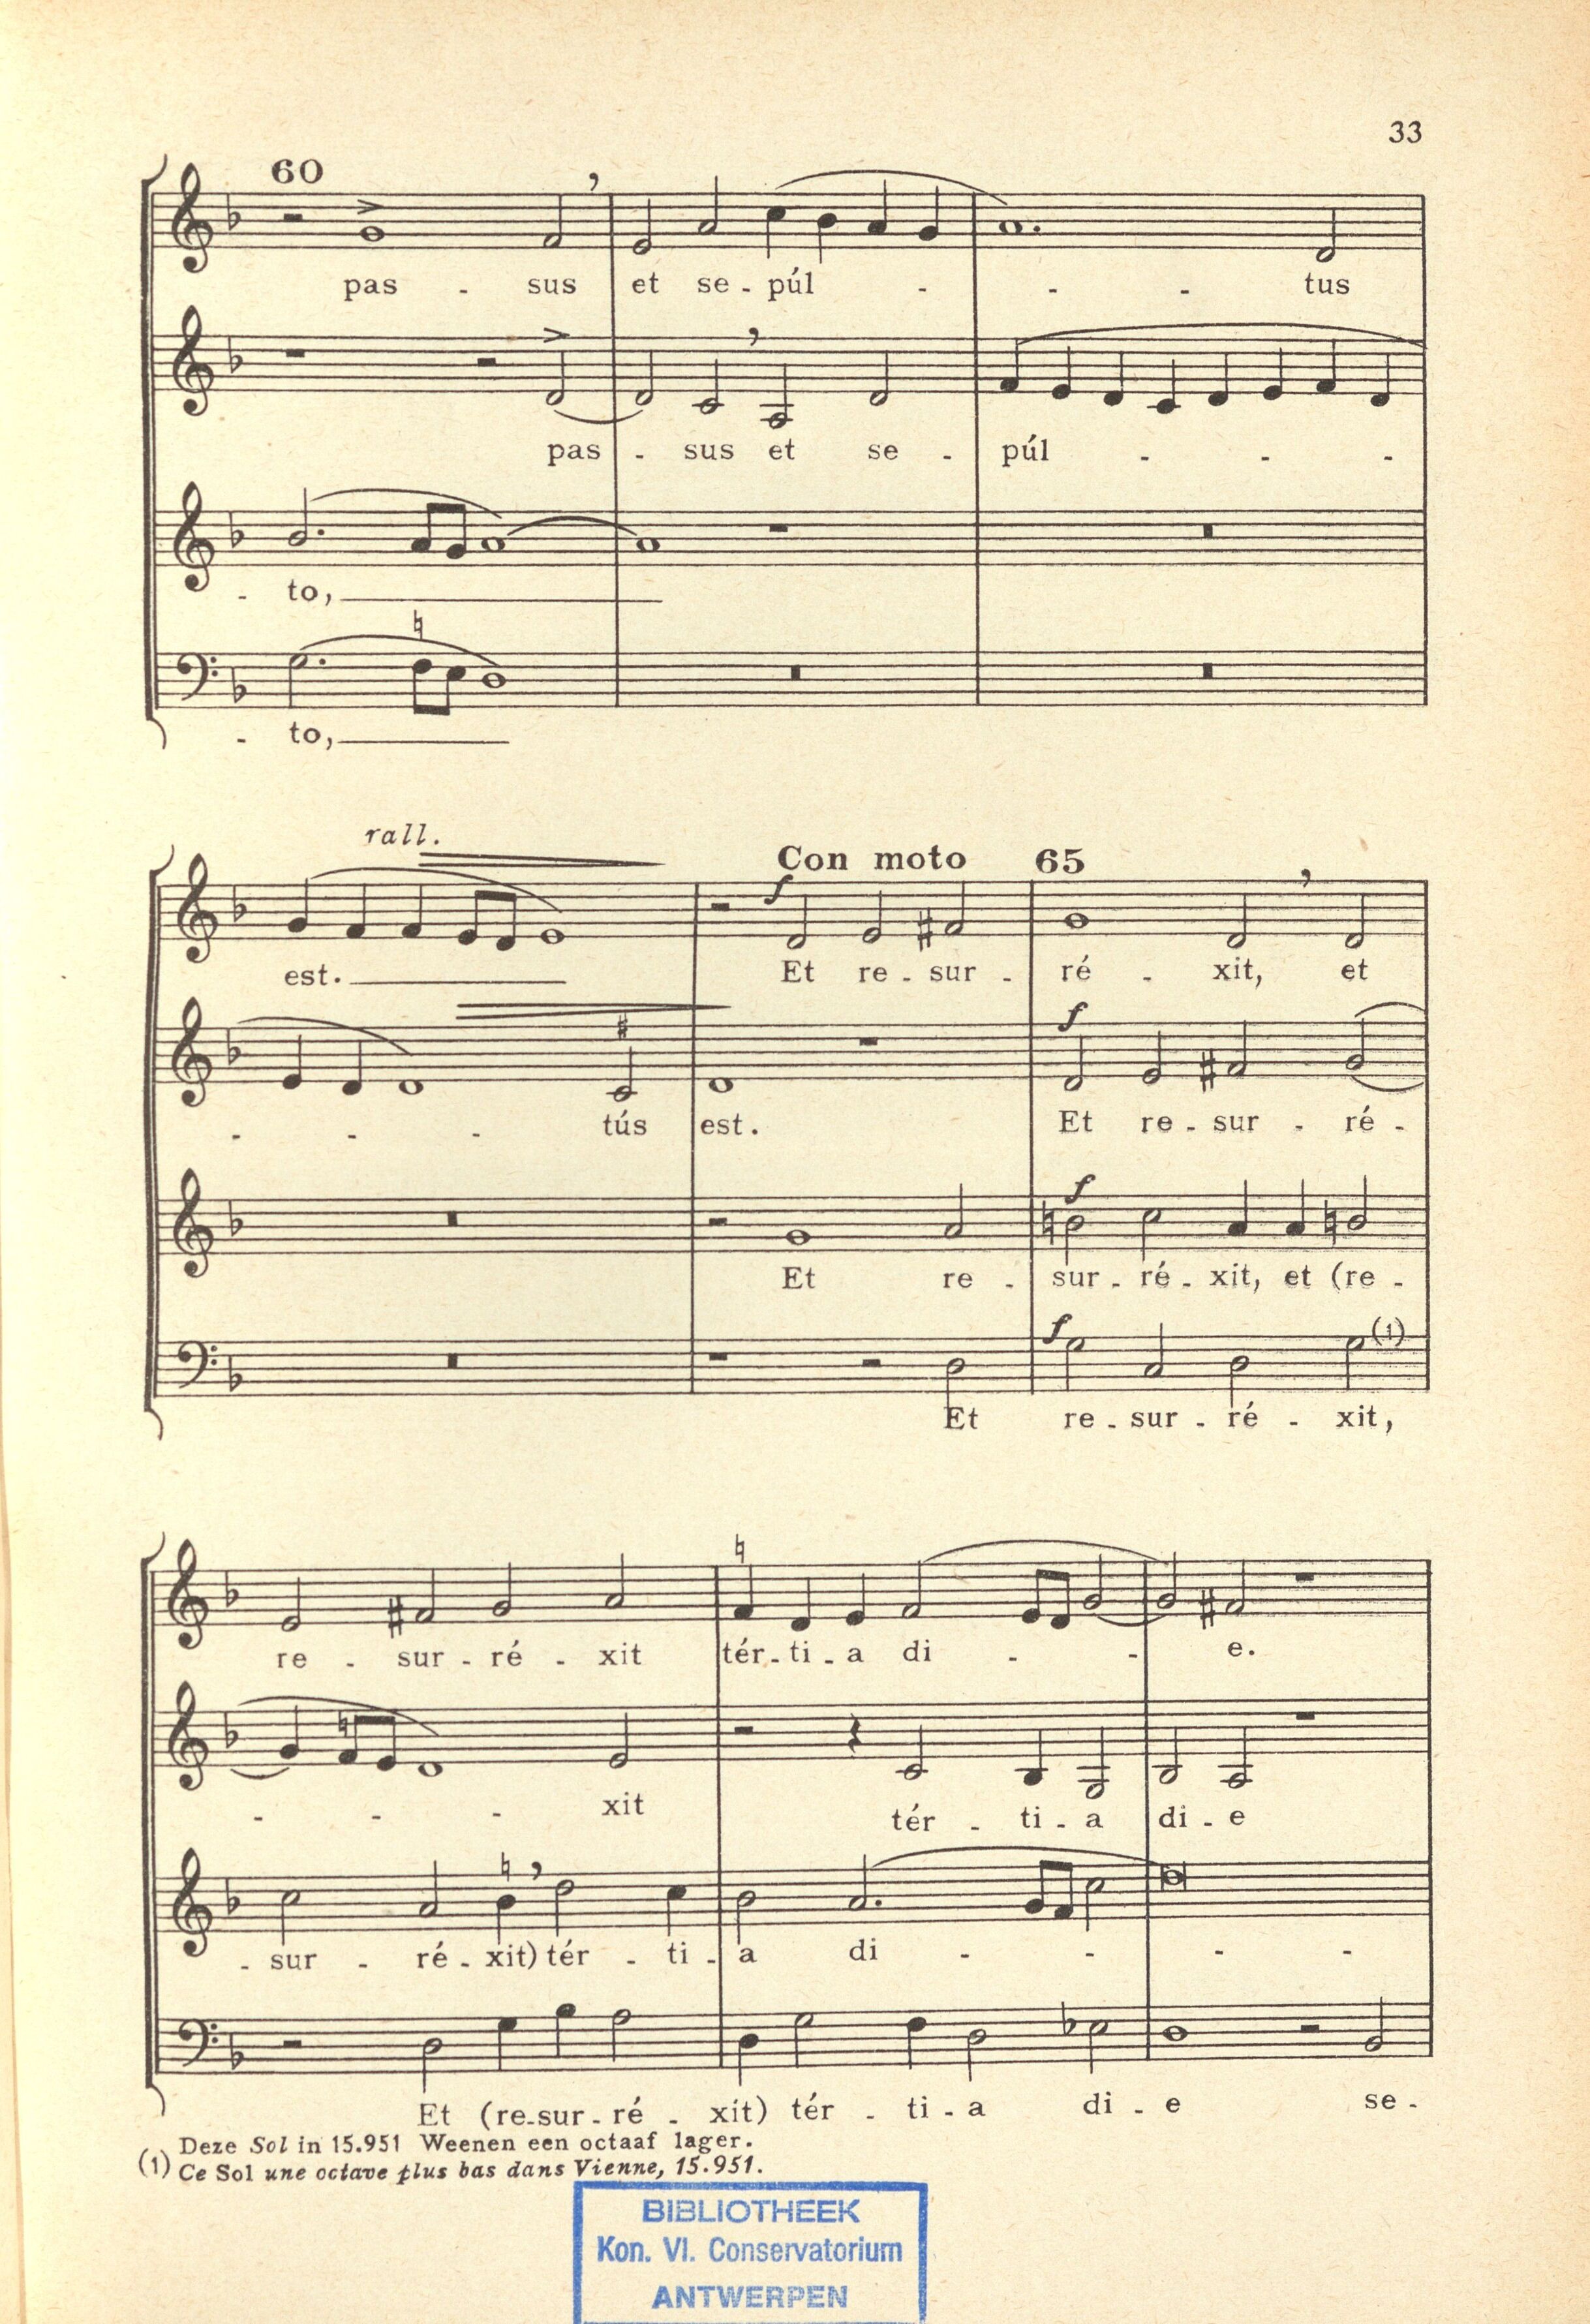 33
60
pas - sus et se - púl - - - tus
pas - sus et se - púl - - -
- to,
- to,
rall.
Con moto 65
f
est. Et re - sur - ré - xit, et
f
- - - tús est. Et re - sur - ré -
f
Et re - sur - ré - xit, et (re -
f (1)
Et re - sur - ré - xit,
re - sur - ré - xit tér - ti - a di - - e.
- - - xit tér - ti - a di - e
- sur - ré - xit) tér - ti - a di - - - -
Et (re - sur - ré - xit) tér - ti - a di - e se -
(1) Deze Sol in 15.951 Weenen een octaaf lager.
Ce Sol une octave plus bas dans Vienne, 15.951.
BIBLIOTHEEK
Kon. Vl. Conservatorium
ANTWERPEN